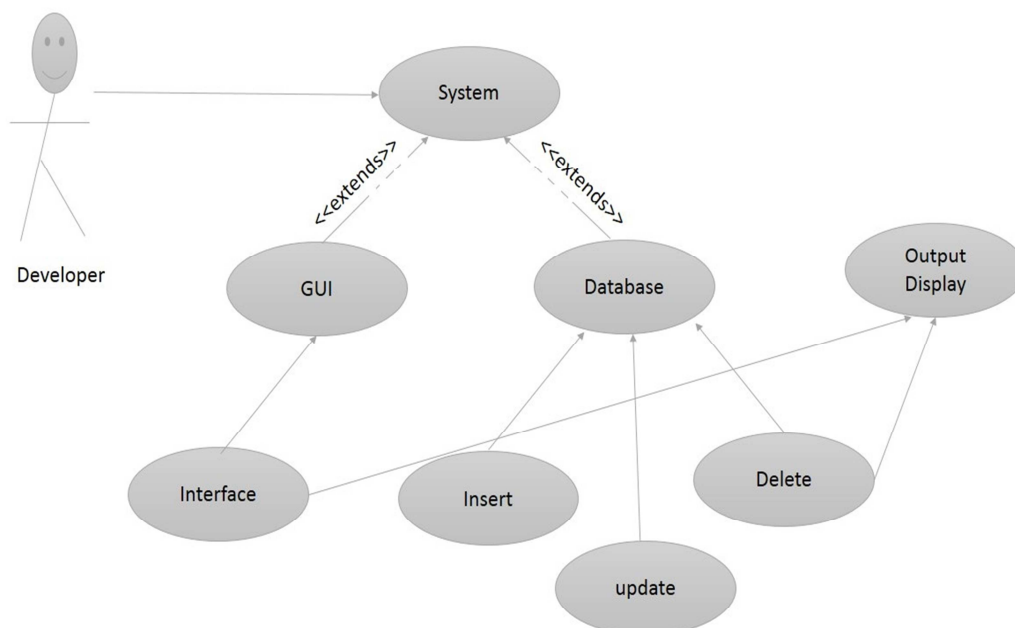 System
<<extends>>
<<extends>>
Developer
GUI
Database
Output
Display
Interface
Insert
Delete
update